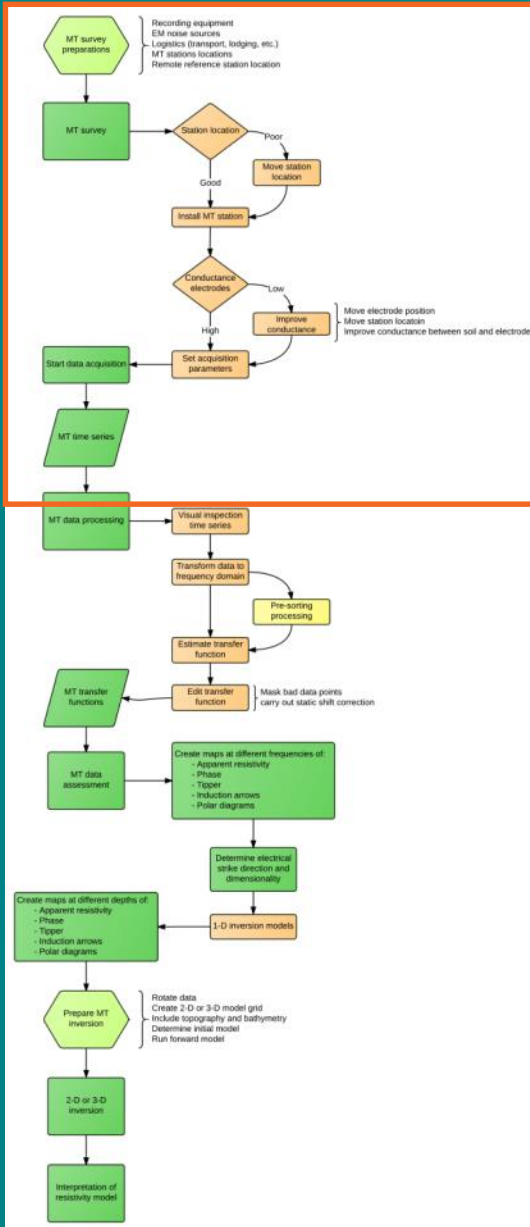 MT survey
preparations
Recording equipment
EM noise sources
Logistics (transport, lodging, etc.)
MT stations locations
Remote reference station location
MT survey
Station location
Poor
Move station
location
Good
Install MT station
Conductance
electrodes
Low
Improve
conductance
Move electrode position
Move station locatoin
Improve conductance between soil and electrode
High
Set acquisition
parameters
Start data acquisition
MT time series
MT data processing
Visual inspection
time series
Transform data to
frequency domain
Pre-sorting
processing
Estimate transfer
function
Edit transfer
function
Mask bad data points
carry out static shift correction
MT transfer
functions
MT data
assessment
Create maps at different frequencies of:
- Apparent resistivity
- Phase
- Tipper
- Induction arrows
- Polar diagrams
Determine electrical
strike direction and
dimensionality
1-D inversion models
Create maps at different depths of:
- Apparent resistivity
- Phase
- Tipper
- Induction arrows
- Polar diagrams
Prepare MT
inversion
Rotate data
Create 2-D or 3-D model grid
Include topography and bathymetry
Determine initial model
Run forward model
2-D or 3-D
inversion
Interpretation of
resistivity model